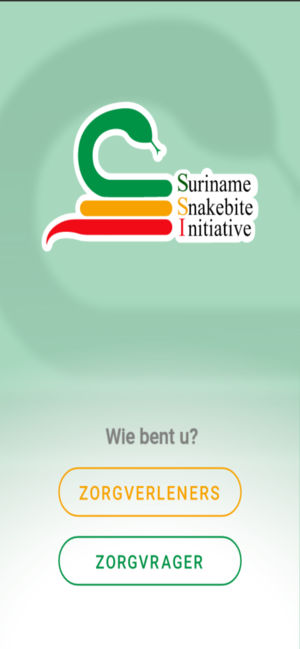 Suriname
Snakebite
Initiative
Wie bent u?
ZORGVERLENERS
ZORGVRAGER